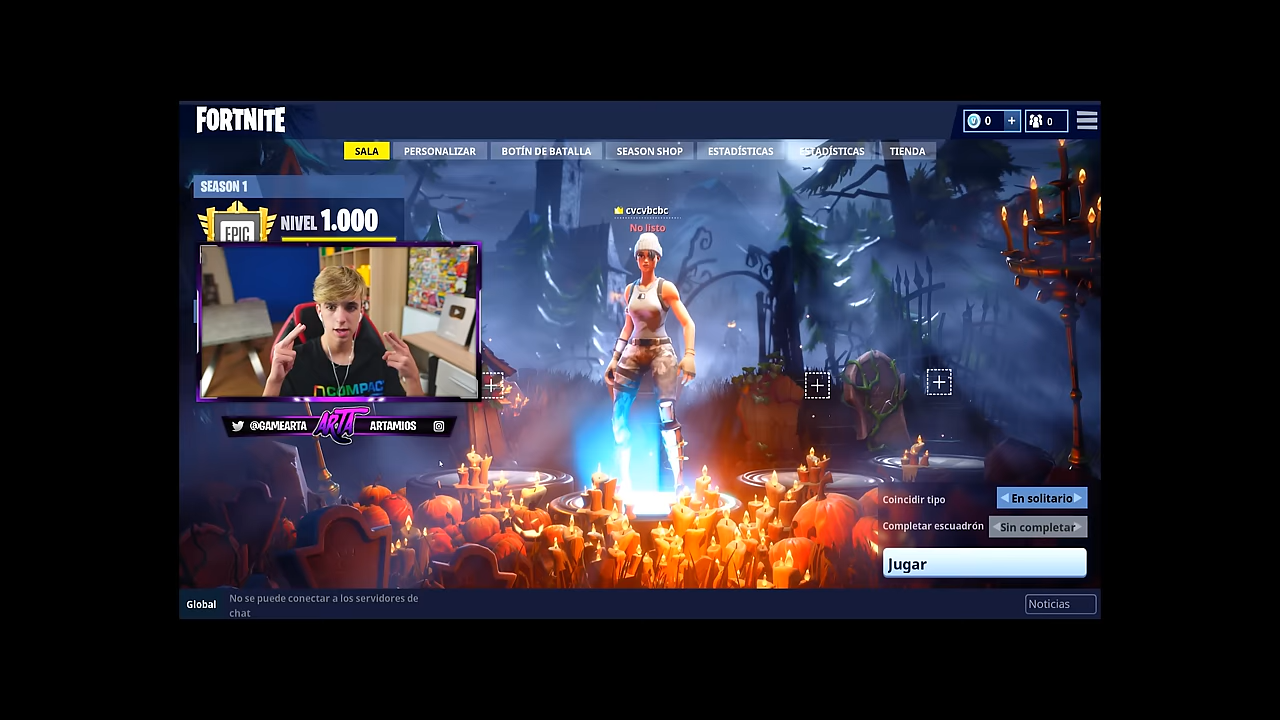 FORTNITE
0
+
0
SALA
PERSONALIZAR
BOTÍN DE BATALLA
SEASON SHOP
ESTADÍSTICAS
ESTADÍSTICAS
TIENDA
SEASON 1
EPIC
NIVEL 1.000
cvcvbcbc
No listo
COMPAC
@GAMEARTA
ARTA
ARTAMIOS
Coincidir tipo
En solitario
Completar escuadrón
Sin completar
Jugar
Global
No se puede conectar a los servidores de
chat
Noticias